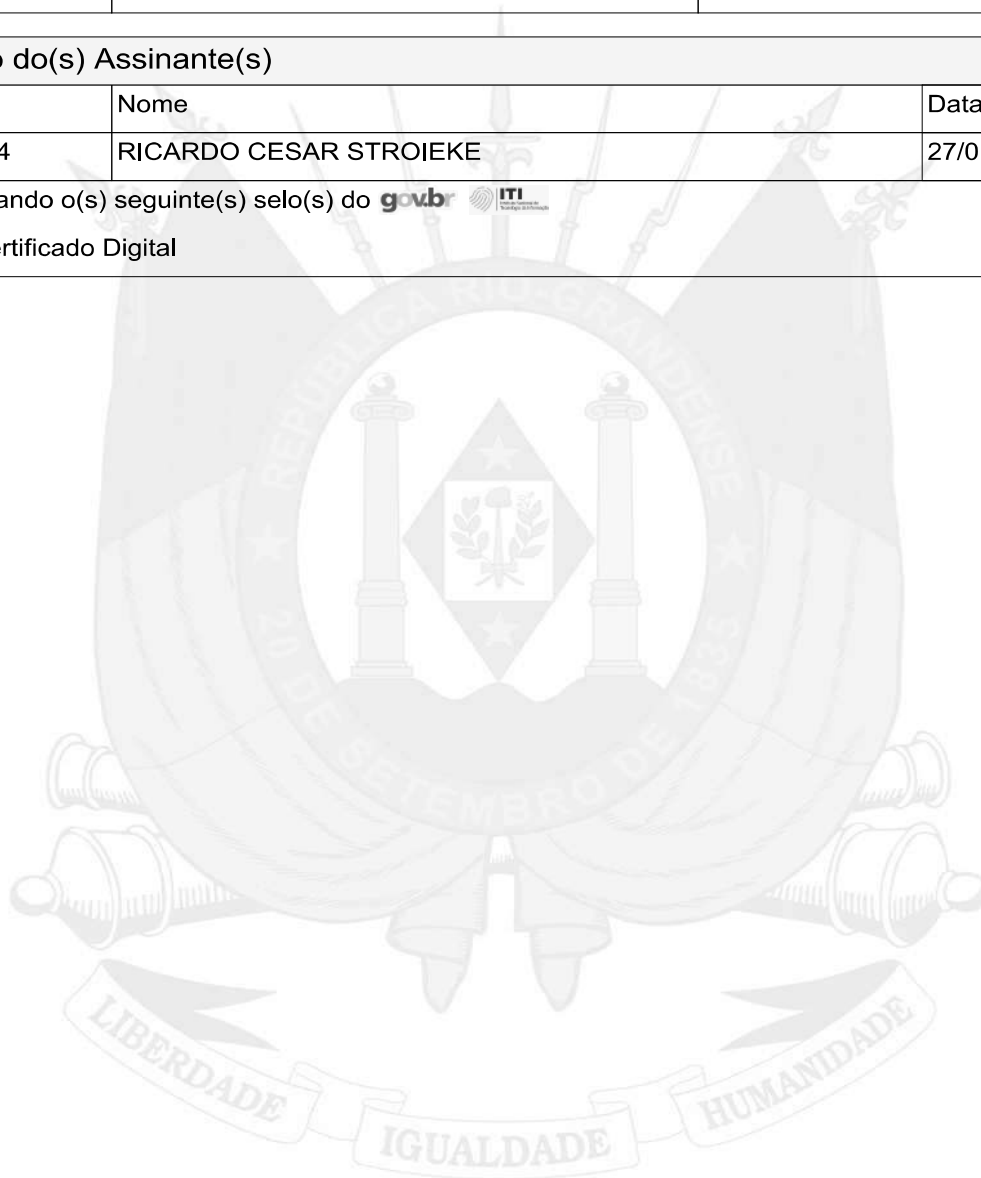 o do(s) Assinante(s)
Nome Data
4 RICARDO CESAR STROIEKE 27/0
ando o(s) seguinte(s) selo(s) do gov.br ITI
ertificado Digital
REPÚBLICA RIO-GRANDENSE
20 DE SETEMBRO DE 1835
LIBERDADE IGUALDADE HUMANIDADE